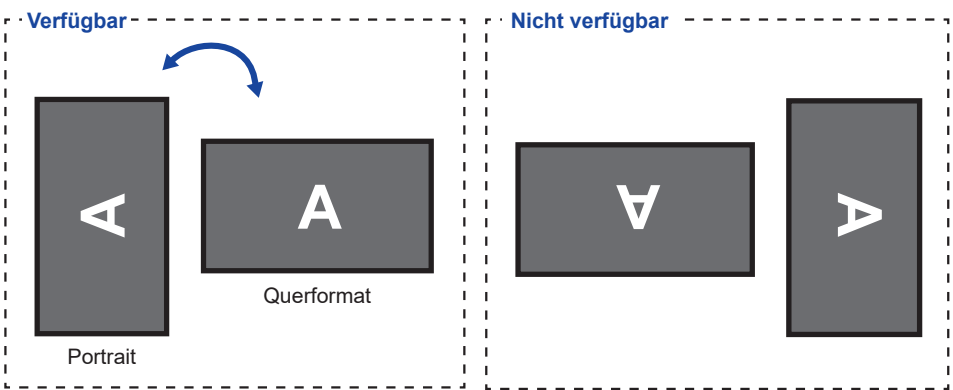 Verfügbar
A
A
Querformat
Portrait
Nicht verfügbar
A
A